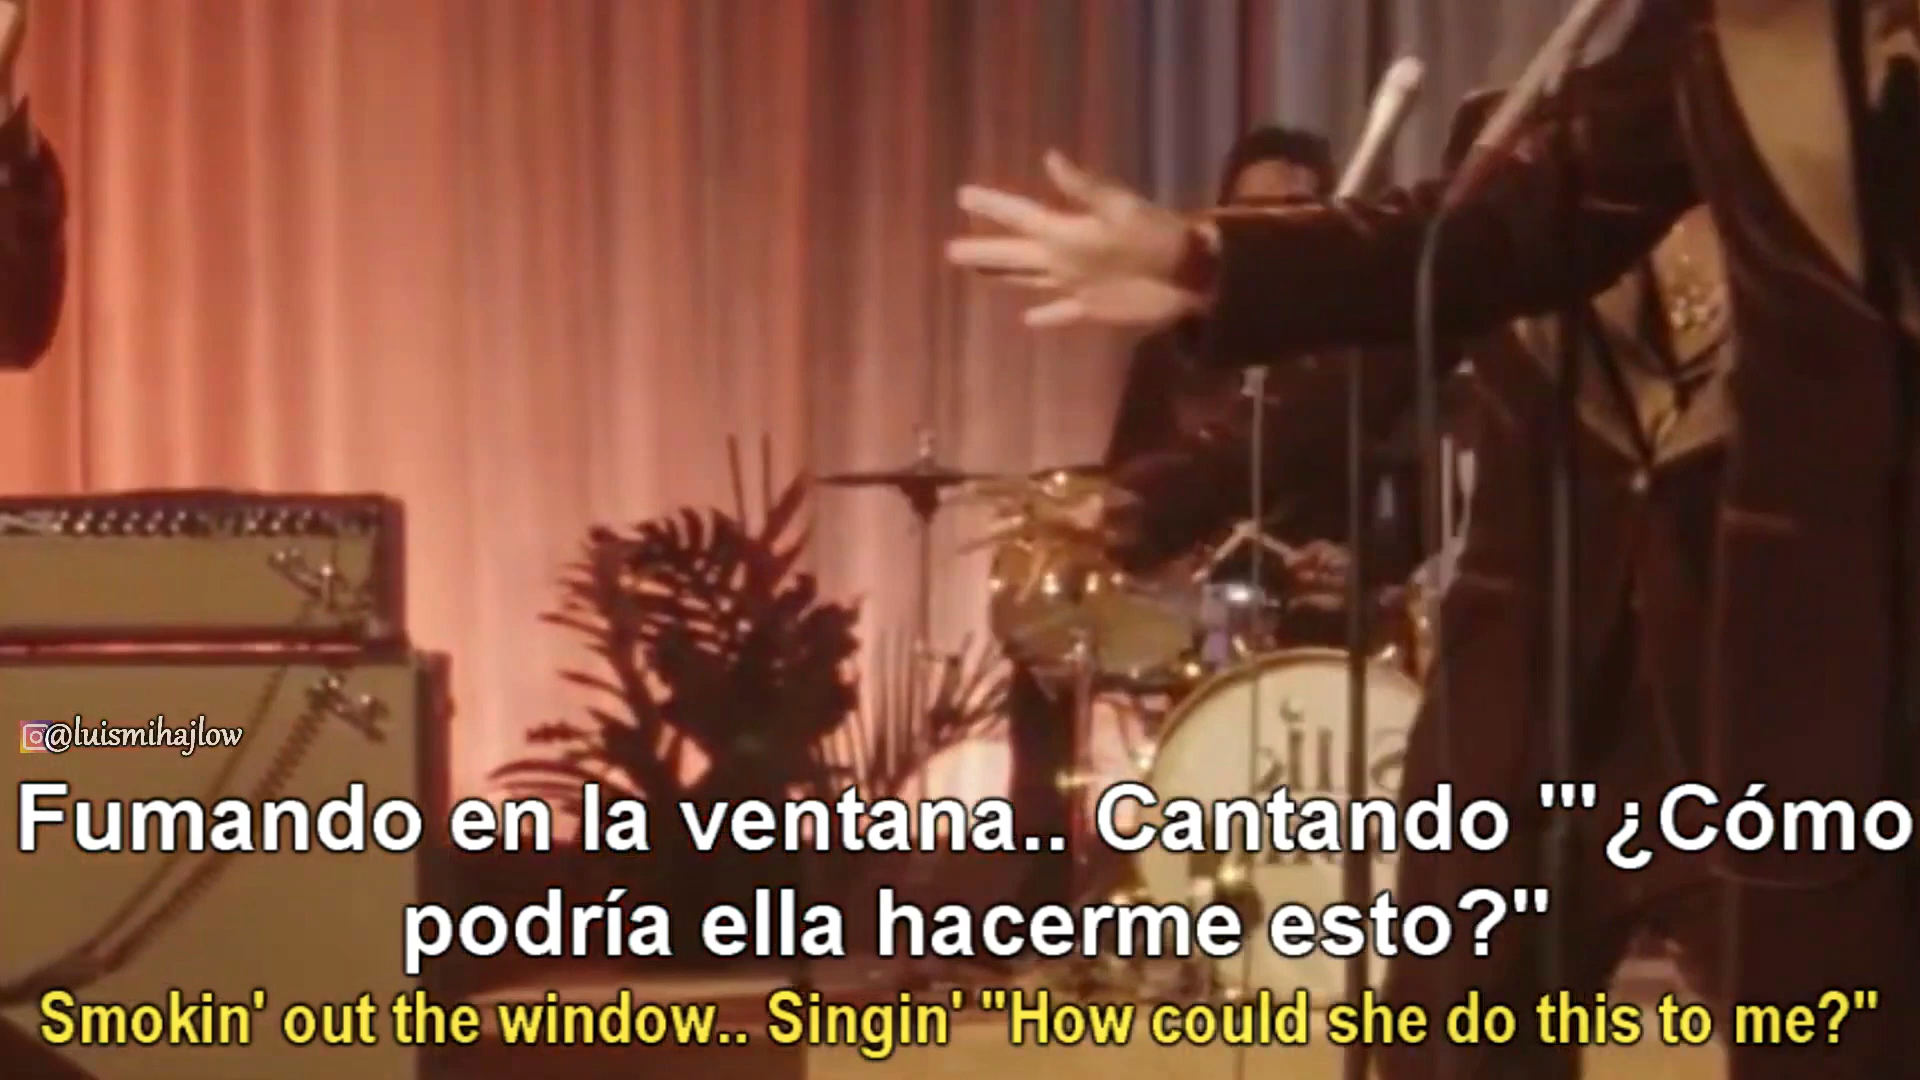 @luismihajlow
Fumando en la ventana.. Cantando '"¿Cómo
podría ella hacerme esto?"
Smokin' out the window.. Singin' "How could she do this to me?"